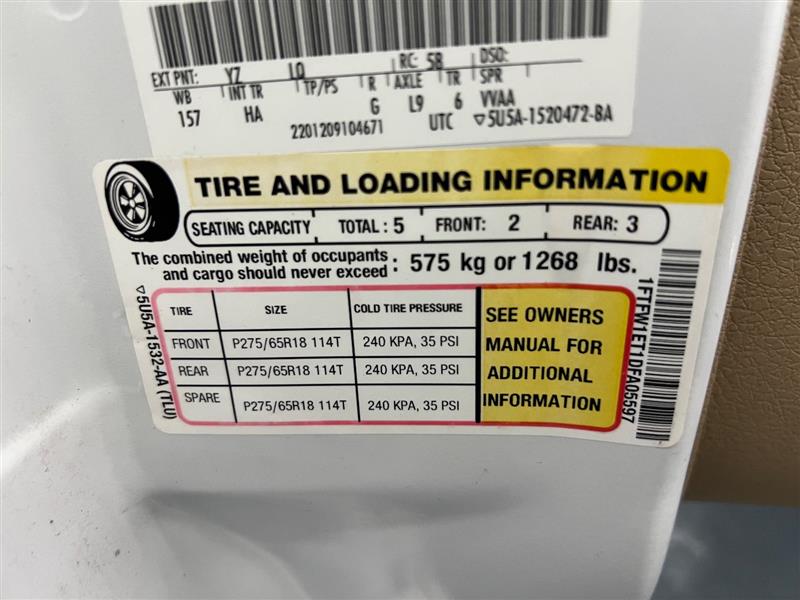 EXT PNT: YZ LQ RC: 58 DSO:
WB INT TR TP/PS R AXLE TR SPR
157 HA G L9 6 VVAA
2201209104671 UTC ▽5U5A-1520472-BA
TIRE AND LOADING INFORMATION
SEATING CAPACITY TOTAL : 5 FRONT: 2 REAR: 3
The combined weight of occupants
and cargo should never exceed : 575 kg or 1268 lbs.
TIRE SIZE COLD TIRE PRESSURE
FRONT P275/65R18 114T 240 KPA, 35 PSI
REAR P275/65R18 114T 240 KPA, 35 PSI
SPARE P275/65R18 114T 240 KPA, 35 PSI
SEE OWNERS
MANUAL FOR
ADDITIONAL
INFORMATION
▽5U5A-1532-AA (TLU)
1FTFW1ET1DFA05597